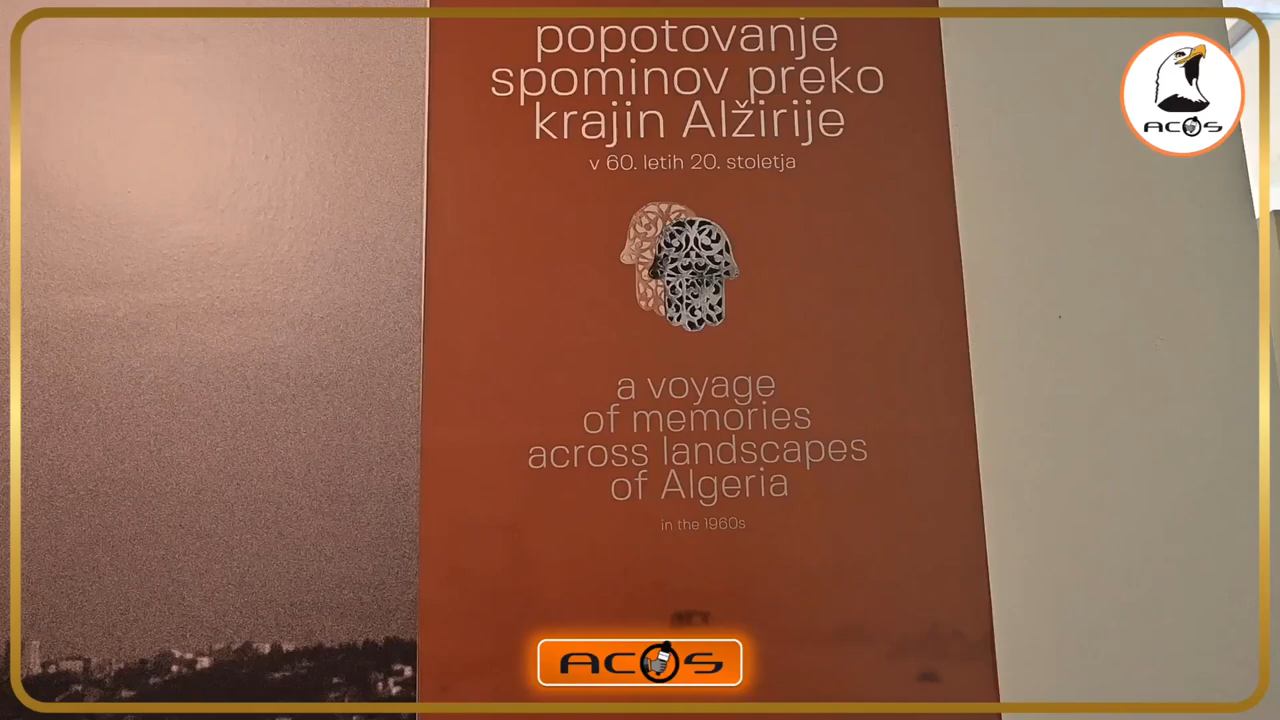 popotovanje
spominov preko
krajin Alžirije
v 60. letih 20. stoletja
a voyage
of memories
across landscapes
of Algeria
in the 1960s
ACOS
ACOS